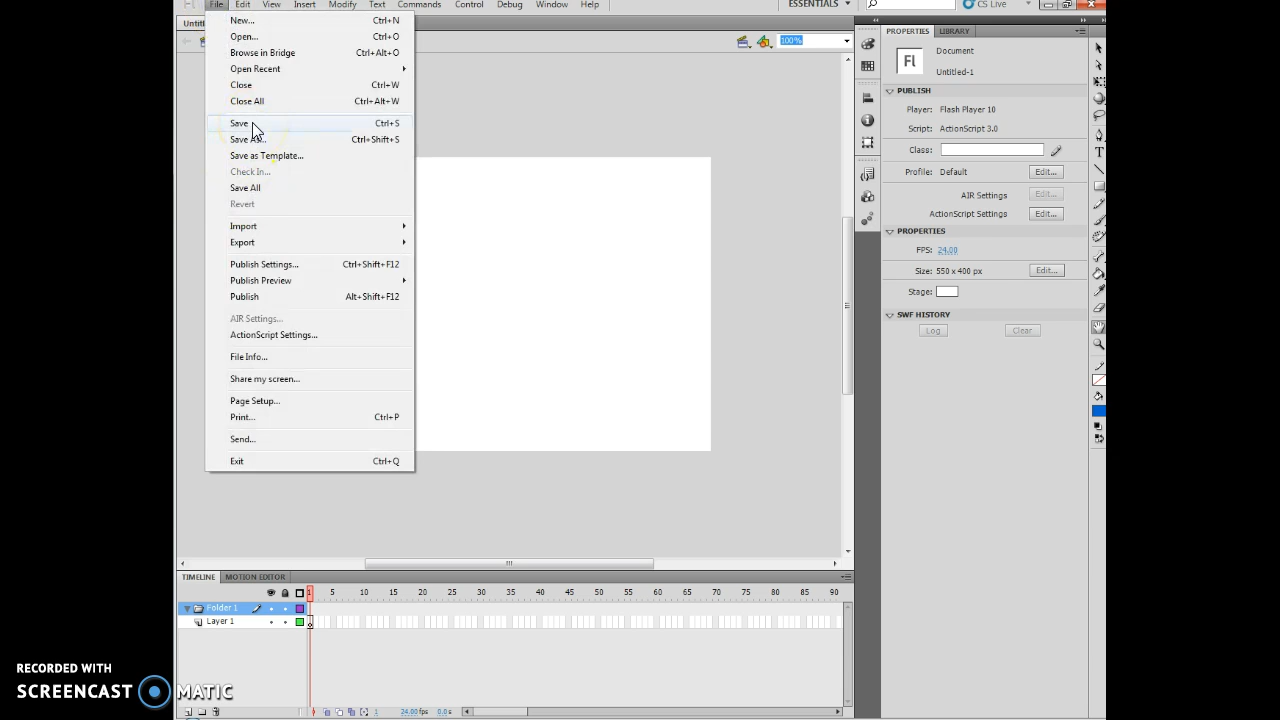 File Edit View Insert Modify Text Commands Control Debug Window Help ESSENTIALS CS Live
Untitl
New... Ctrl+N
Open... Ctrl+O
Browse in Bridge Ctrl+Alt+O
Open Recent
Close Ctrl+W
Close All Ctrl+Alt+W
Save Ctrl+S
Save As... Ctrl+Shift+S
Save as Template...
Check In...
Save All
Revert
Import
Export
Publish Settings... Ctrl+Shift+F12
Publish Preview
Publish Alt+Shift+F12
AIR Settings...
ActionScript Settings...
File Info...
Share my screen...
Page Setup...
Print... Ctrl+P
Send...
Exit Ctrl+Q
100%
PROPERTIES LIBRARY
Fl
Document
Untitled-1
PUBLISH
Player: Flash Player 10
Script: ActionScript 3.0
Class:
Profile: Default Edit...
AIR Settings Edit...
ActionScript Settings Edit...
PROPERTIES
FPS: 24.00
Size: 550 x 400 px Edit...
Stage:
SWF HISTORY
Log Clear
TIMELINE MOTION EDITOR
1 5 10 15 20 25 30 35 40 45 50 55 60 65 70 75 80 85 90
Folder 1
Layer 1
1 24.00fps 0.0s
RECORDED WITH
SCREENCAST MATIC